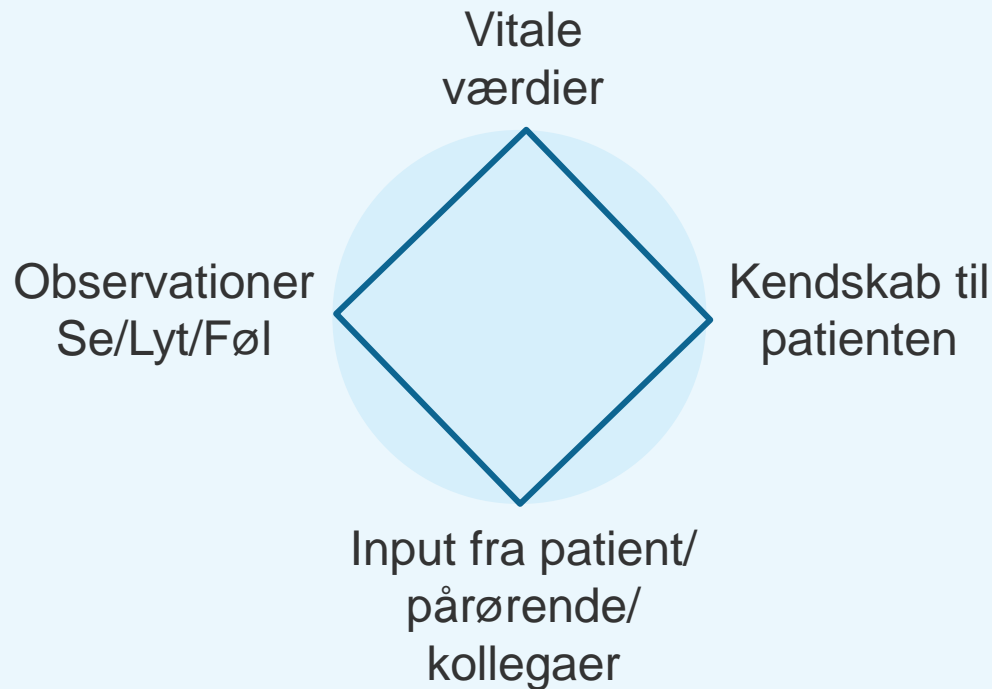 Vitale
værdier
Observationer
Se/Lyt/Føl
Kendskab til
patienten
Input fra patient/
pårørende/
kollegaer